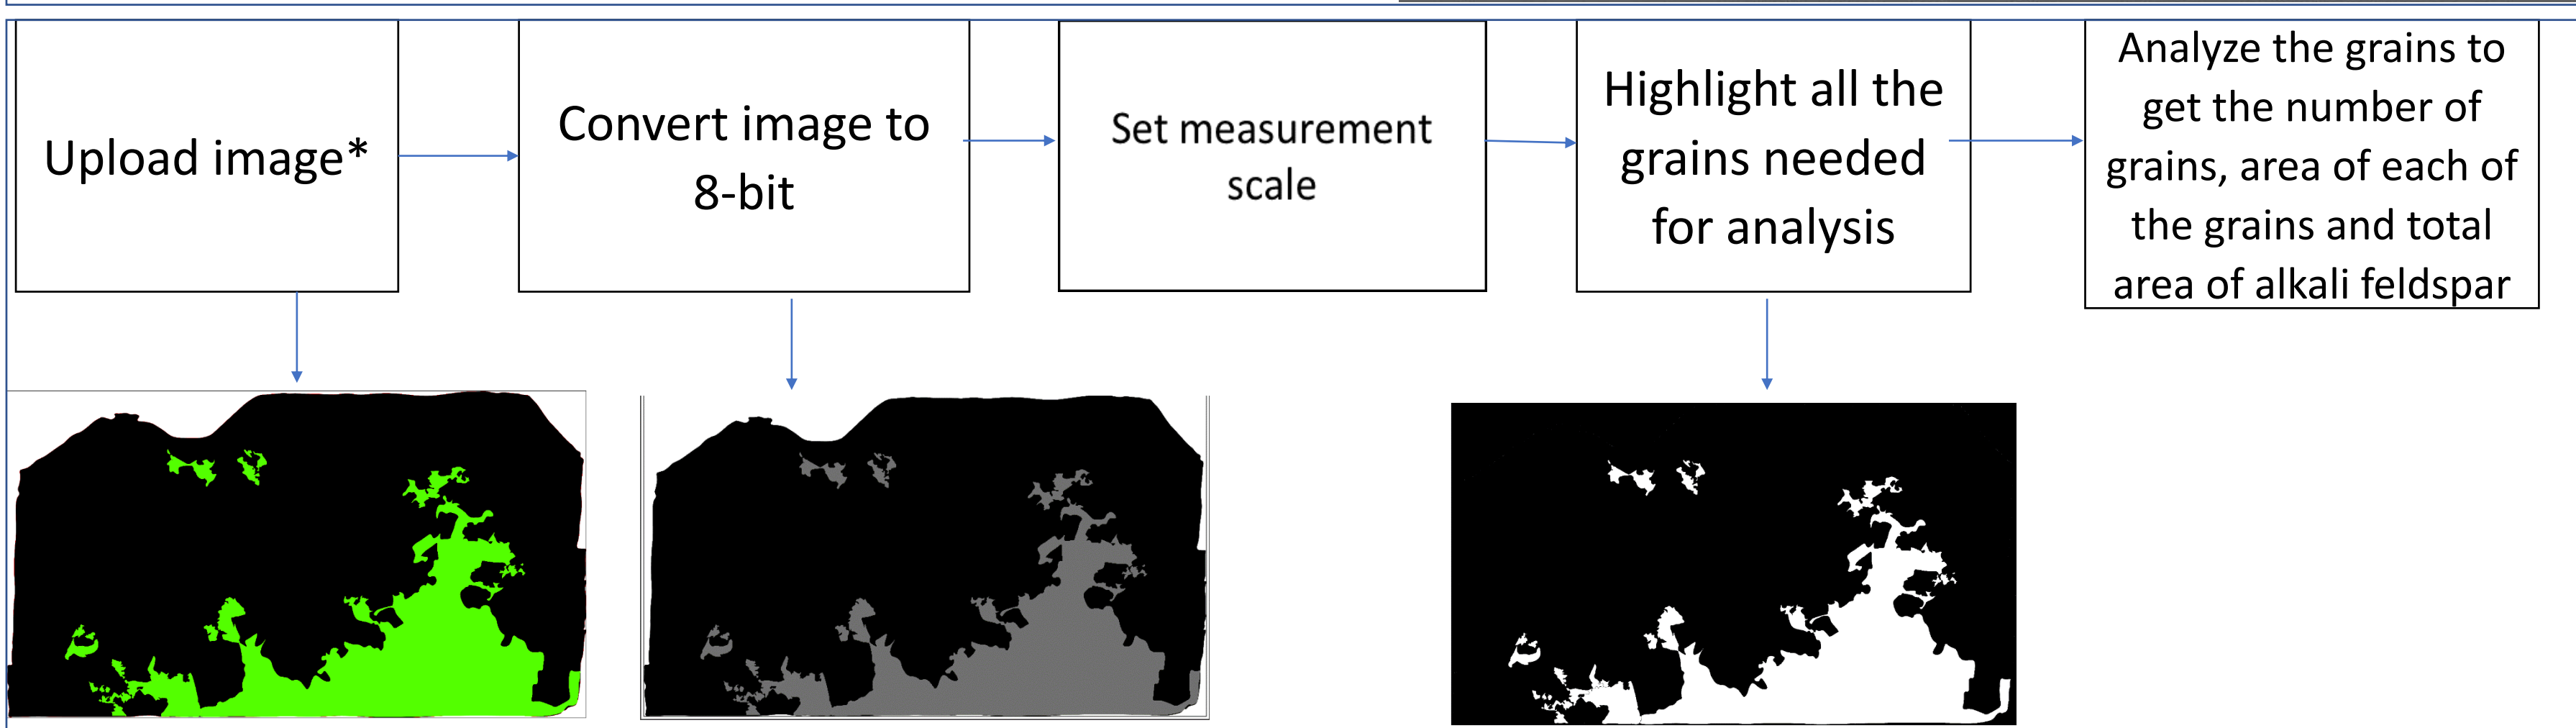 Upload image*
Convert image to
8-bit
Set measurement
scale
Highlight all the
grains needed
for analysis
Analyze the grains to
get the number of
grains, area of each of
the grains and total
area of alkali feldspar